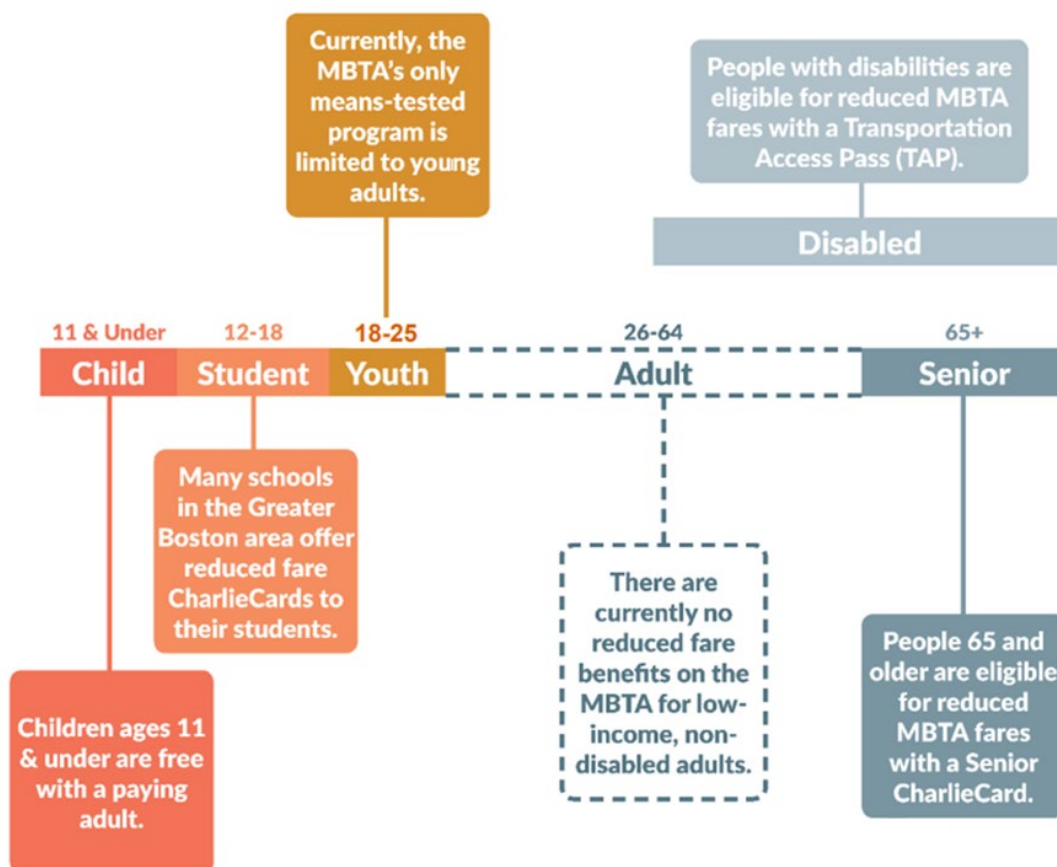 Currently, the
MBTA’s only
means-tested
program is
limited to young
adults.
People with disabilities are
eligible for reduced MBTA
fares with a Transportation
Access Pass (TAP).
Disabled
11 & Under
12-18
18-25
26-64
65+
Child
Student
Youth
Adult
Senior
Many schools
in the Greater
Boston area offer
reduced fare
CharlieCards to
their students.
There are
currently no
reduced fare
benefits on the
MBTA for low-
income, non-
disabled adults.
People 65 and
older are eligible
for reduced
MBTA fares
with a Senior
CharlieCard.
Children ages 11
& under are free
with a paying
adult.